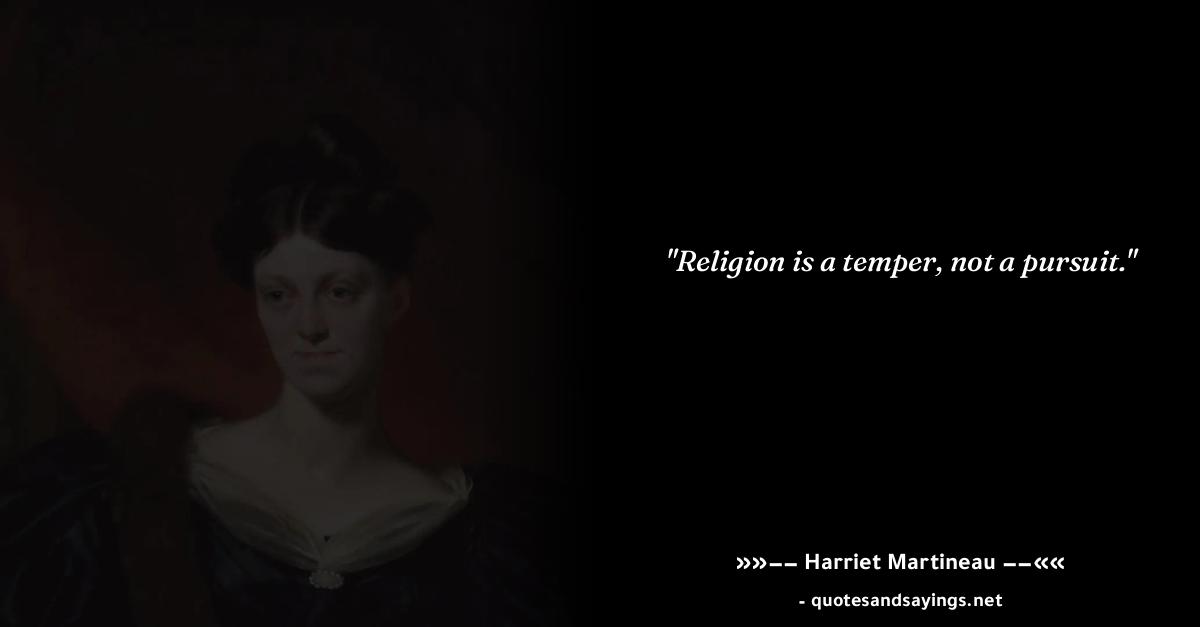 "Religion is a temper, not a pursuit."
»»−− Harriet Martineau −−««
- quotesandsayings.net